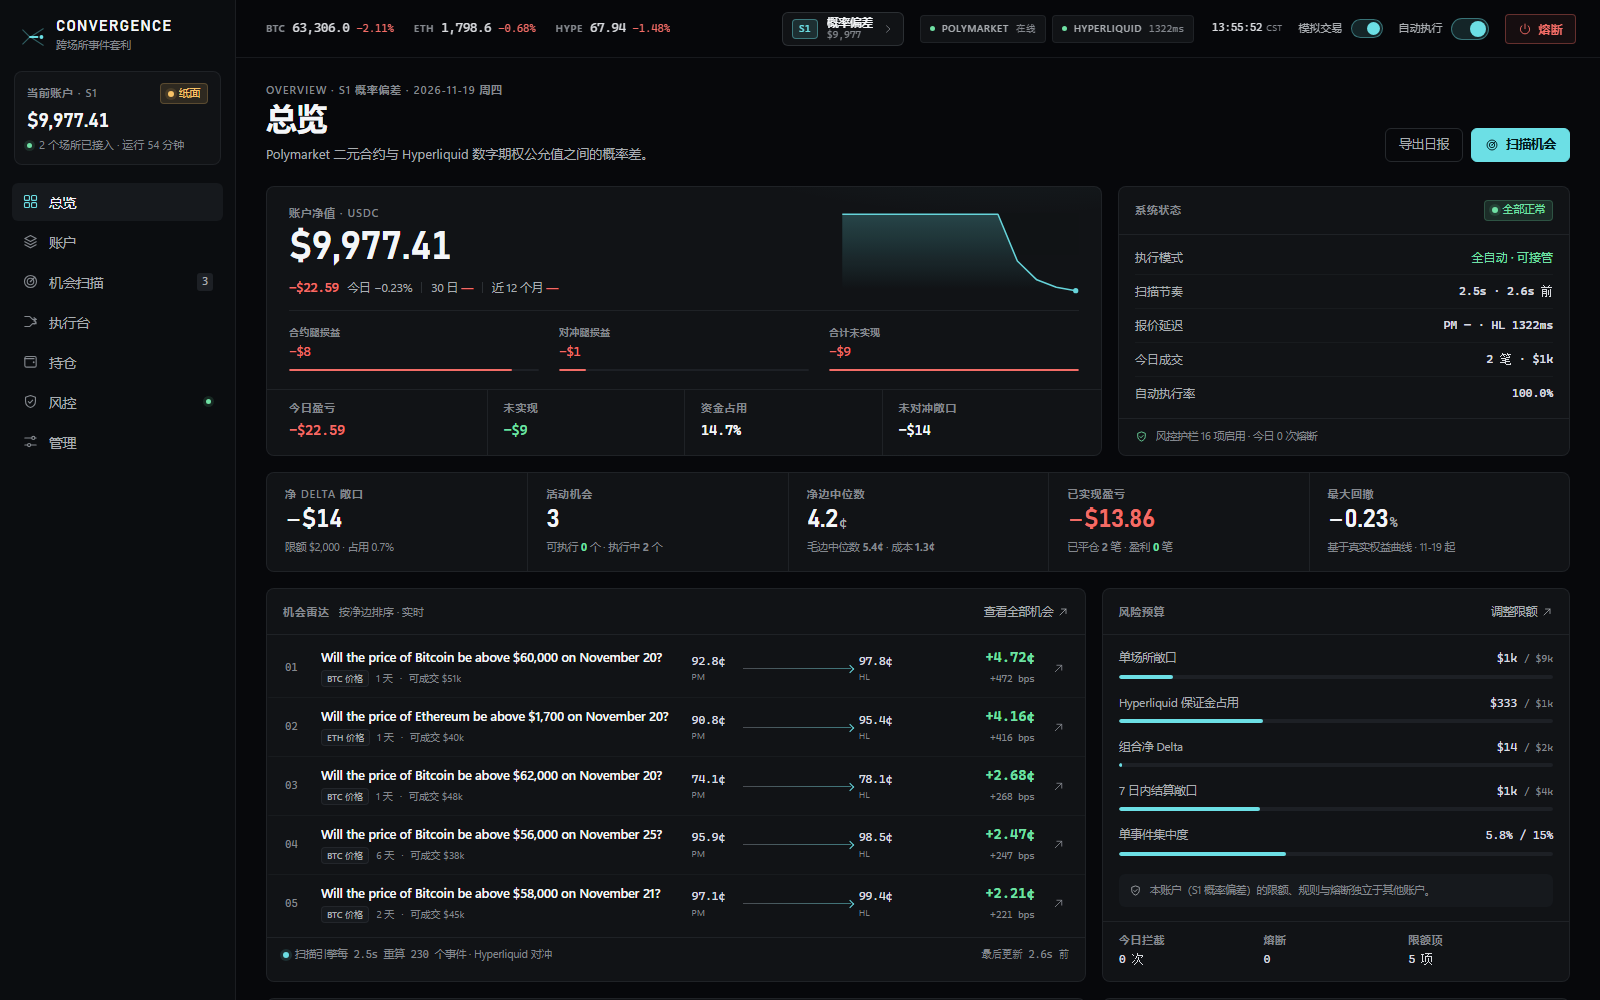 CONVERGENCE
跨场所事件套利
BTC 63,306.0 −2.11% ETH 1,798.6 −0.68% HYPE 67.94 −1.48%
S1 概率偏差 $9,977
POLYMARKET 在线
HYPERLIQUID 1322ms
13:55:52 CST
模拟交易
自动执行
熔断
当前账户 · S1
纸面
$9,977.41
2 个场所已接入 · 运行 54 分钟
总览
账户
机会扫描 3
执行台
持仓
风控
管理
OVERVIEW · S1 概率偏差 · 2026-11-19 周四
总览
Polymarket 二元合约与 Hyperliquid 数字期权公允值之间的概率差。
导出日报
扫描机会
账户净值 · USDC
$9,977.41
−$22.59 今日 −0.23% 30 日 — 近 12 个月 —
合约腿损益
−$8
对冲腿损益
−$1
合计未实现
−$9
今日盈亏
−$22.59
未实现
−$9
资金占用
14.7%
未对冲敞口
−$14
系统状态
全部正常
执行模式 全自动 · 可接管
扫描节奏 2.5s · 2.6s 前
报价延迟 PM — · HL 1322ms
今日成交 2 笔 · $1k
自动执行率 100.0%
风控护栏 16 项启用 · 今日 0 次熔断
净 DELTA 敞口
−$14
限额 $2,000 · 占用 0.7%
活动机会
3
可执行 0 个 · 执行中 2 个
净边中位数
4.2¢
毛边中位数 5.4¢ · 成本 1.3¢
已实现盈亏
−$13.86
已平仓 2 笔 · 盈利 0 笔
最大回撤
−0.23%
基于真实权益曲线 · 11-19 起
机会雷达 按净边排序 · 实时
查看全部机会
01 Will the price of Bitcoin be above $60,000 on November 20? 92.8¢ 97.8¢ +4.72¢
BTC 价格 1 天 · 可成交 $51k PM HL +472 bps
02 Will the price of Ethereum be above $1,700 on November 20? 90.8¢ 95.4¢ +4.16¢
ETH 价格 1 天 · 可成交 $40k PM HL +416 bps
03 Will the price of Bitcoin be above $62,000 on November 20? 74.1¢ 78.1¢ +2.68¢
BTC 价格 1 天 · 可成交 $48k PM HL +268 bps
04 Will the price of Bitcoin be above $56,000 on November 25? 95.9¢ 98.5¢ +2.47¢
BTC 价格 6 天 · 可成交 $38k PM HL +247 bps
05 Will the price of Bitcoin be above $58,000 on November 21? 97.1¢ 99.4¢ +2.21¢
BTC 价格 2 天 · 可成交 $45k PM HL +221 bps
扫描引擎每 2.5s 重算 230 个事件 · Hyperliquid 对冲
最后更新 2.6s 前
风险预算
调整限额
单场所敞口 $1k / $9k
Hyperliquid 保证金占用 $333 / $1k
组合净 Delta $14 / $2k
7 日内结算敞口 $1k / $4k
单事件集中度 5.8% / 15%
本账户（S1 概率偏差）的限额、规则与熔断独立于其他账户。
今日拦截
0 次
熔断
0
限额顶
5 项